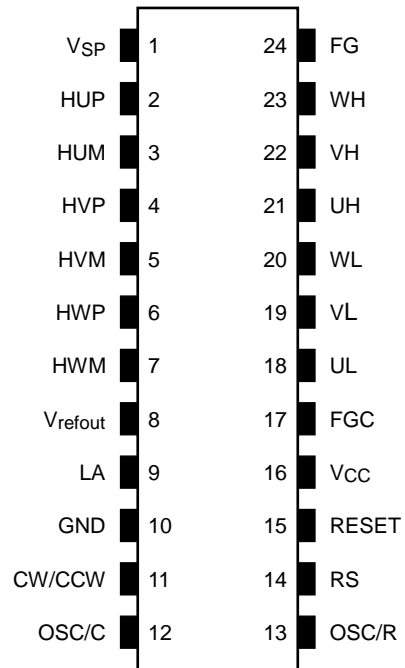 VSP 1 24 FG
HUP 2 23 WH
HUM 3 22 VH
HVP 4 21 UH
HVM 5 20 WL
HWP 6 19 VL
HWM 7 18 UL
Vrefout 8 17 FGC
LA 9 16 VCC
GND 10 15 RESET
CW/CCW 11 14 RS
OSC/C 12 13 OSC/R